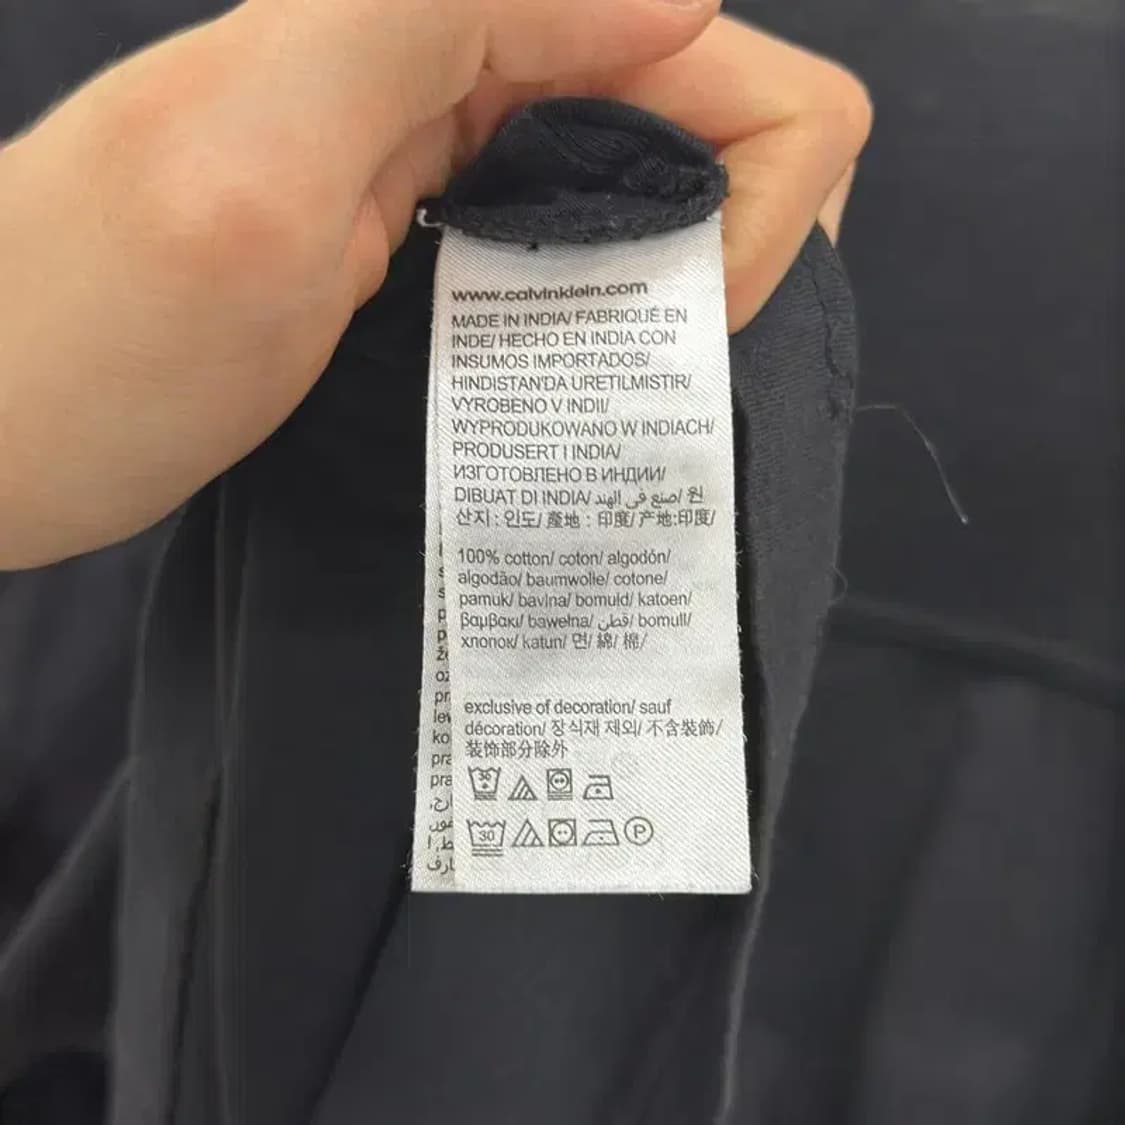 www.calvinklein.com
MADE IN INDIA/ FABRIQUÉ EN
INDE/ HECHO EN INDIA CON
INSUMOS IMPORTADOS/
HINDISTAN'DA URETILMISTIR/
VYROBENO V INDII/
WYPRODUKOWANO W INDIACH/
PRODUSERT I INDIA/
ИЗГОТОВЛЕНО В ИНДИИ/
DIBUAT DI INDIA/ اصنع في الهند/ 원
산지 : 인도/ 產地 : 印度/ 产地:印度/
100% cotton/ coton/ algodón/
algodão/ baumwolle/ cotone/
pamuk/ bavlna/ bomuld/ katoen/
βαμβακι/ bawełna/ قطن/ bomull/
хлопок/ katun/ 면/ 綿/ 棉/
exclusive of decoration/ sauf
décoration/ 장식재 제외/ 不含裝飾/
装饰部分除外
30
30 P